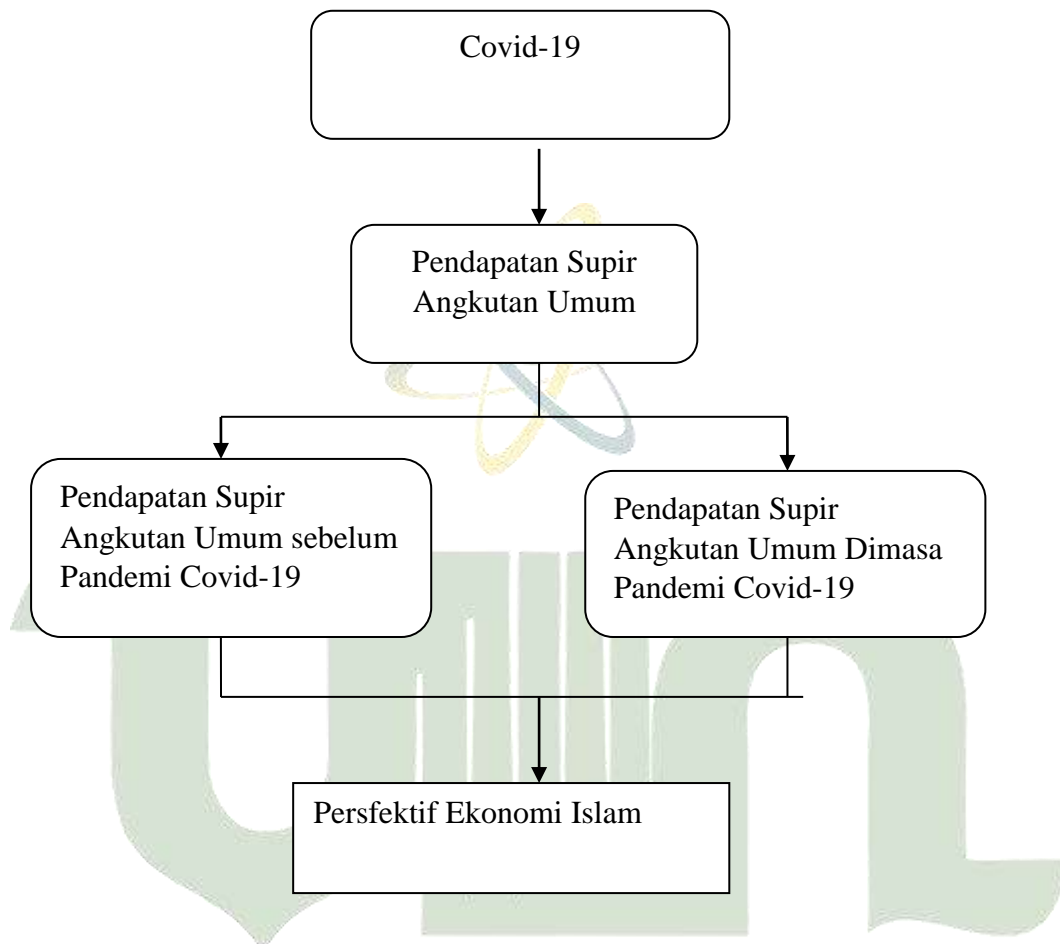 Covid-19
Pendapatan Supir
Angkutan Umum
Pendapatan Supir
Angkutan Umum sebelum
Pandemi Covid-19
Pendapatan Supir
Angkutan Umum Dimasa
Pandemi Covid-19
Persfektif Ekonomi Islam